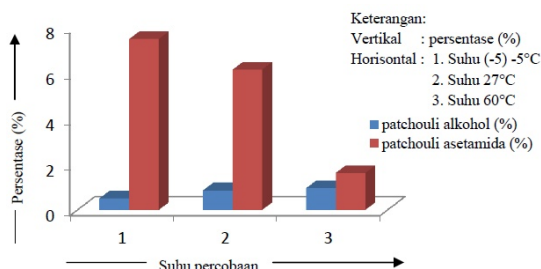 Keterangan:
Vertikal : persentase (%)
Horisontal : 1. Suhu (-5) -5°C
2. Suhu 27°C
3. Suhu 60°C
patchouli alkohol (%)
patchouli asetamida (%)
Persentase (%)
8
6
4
2
0
1 2 3
Suhu percobaan